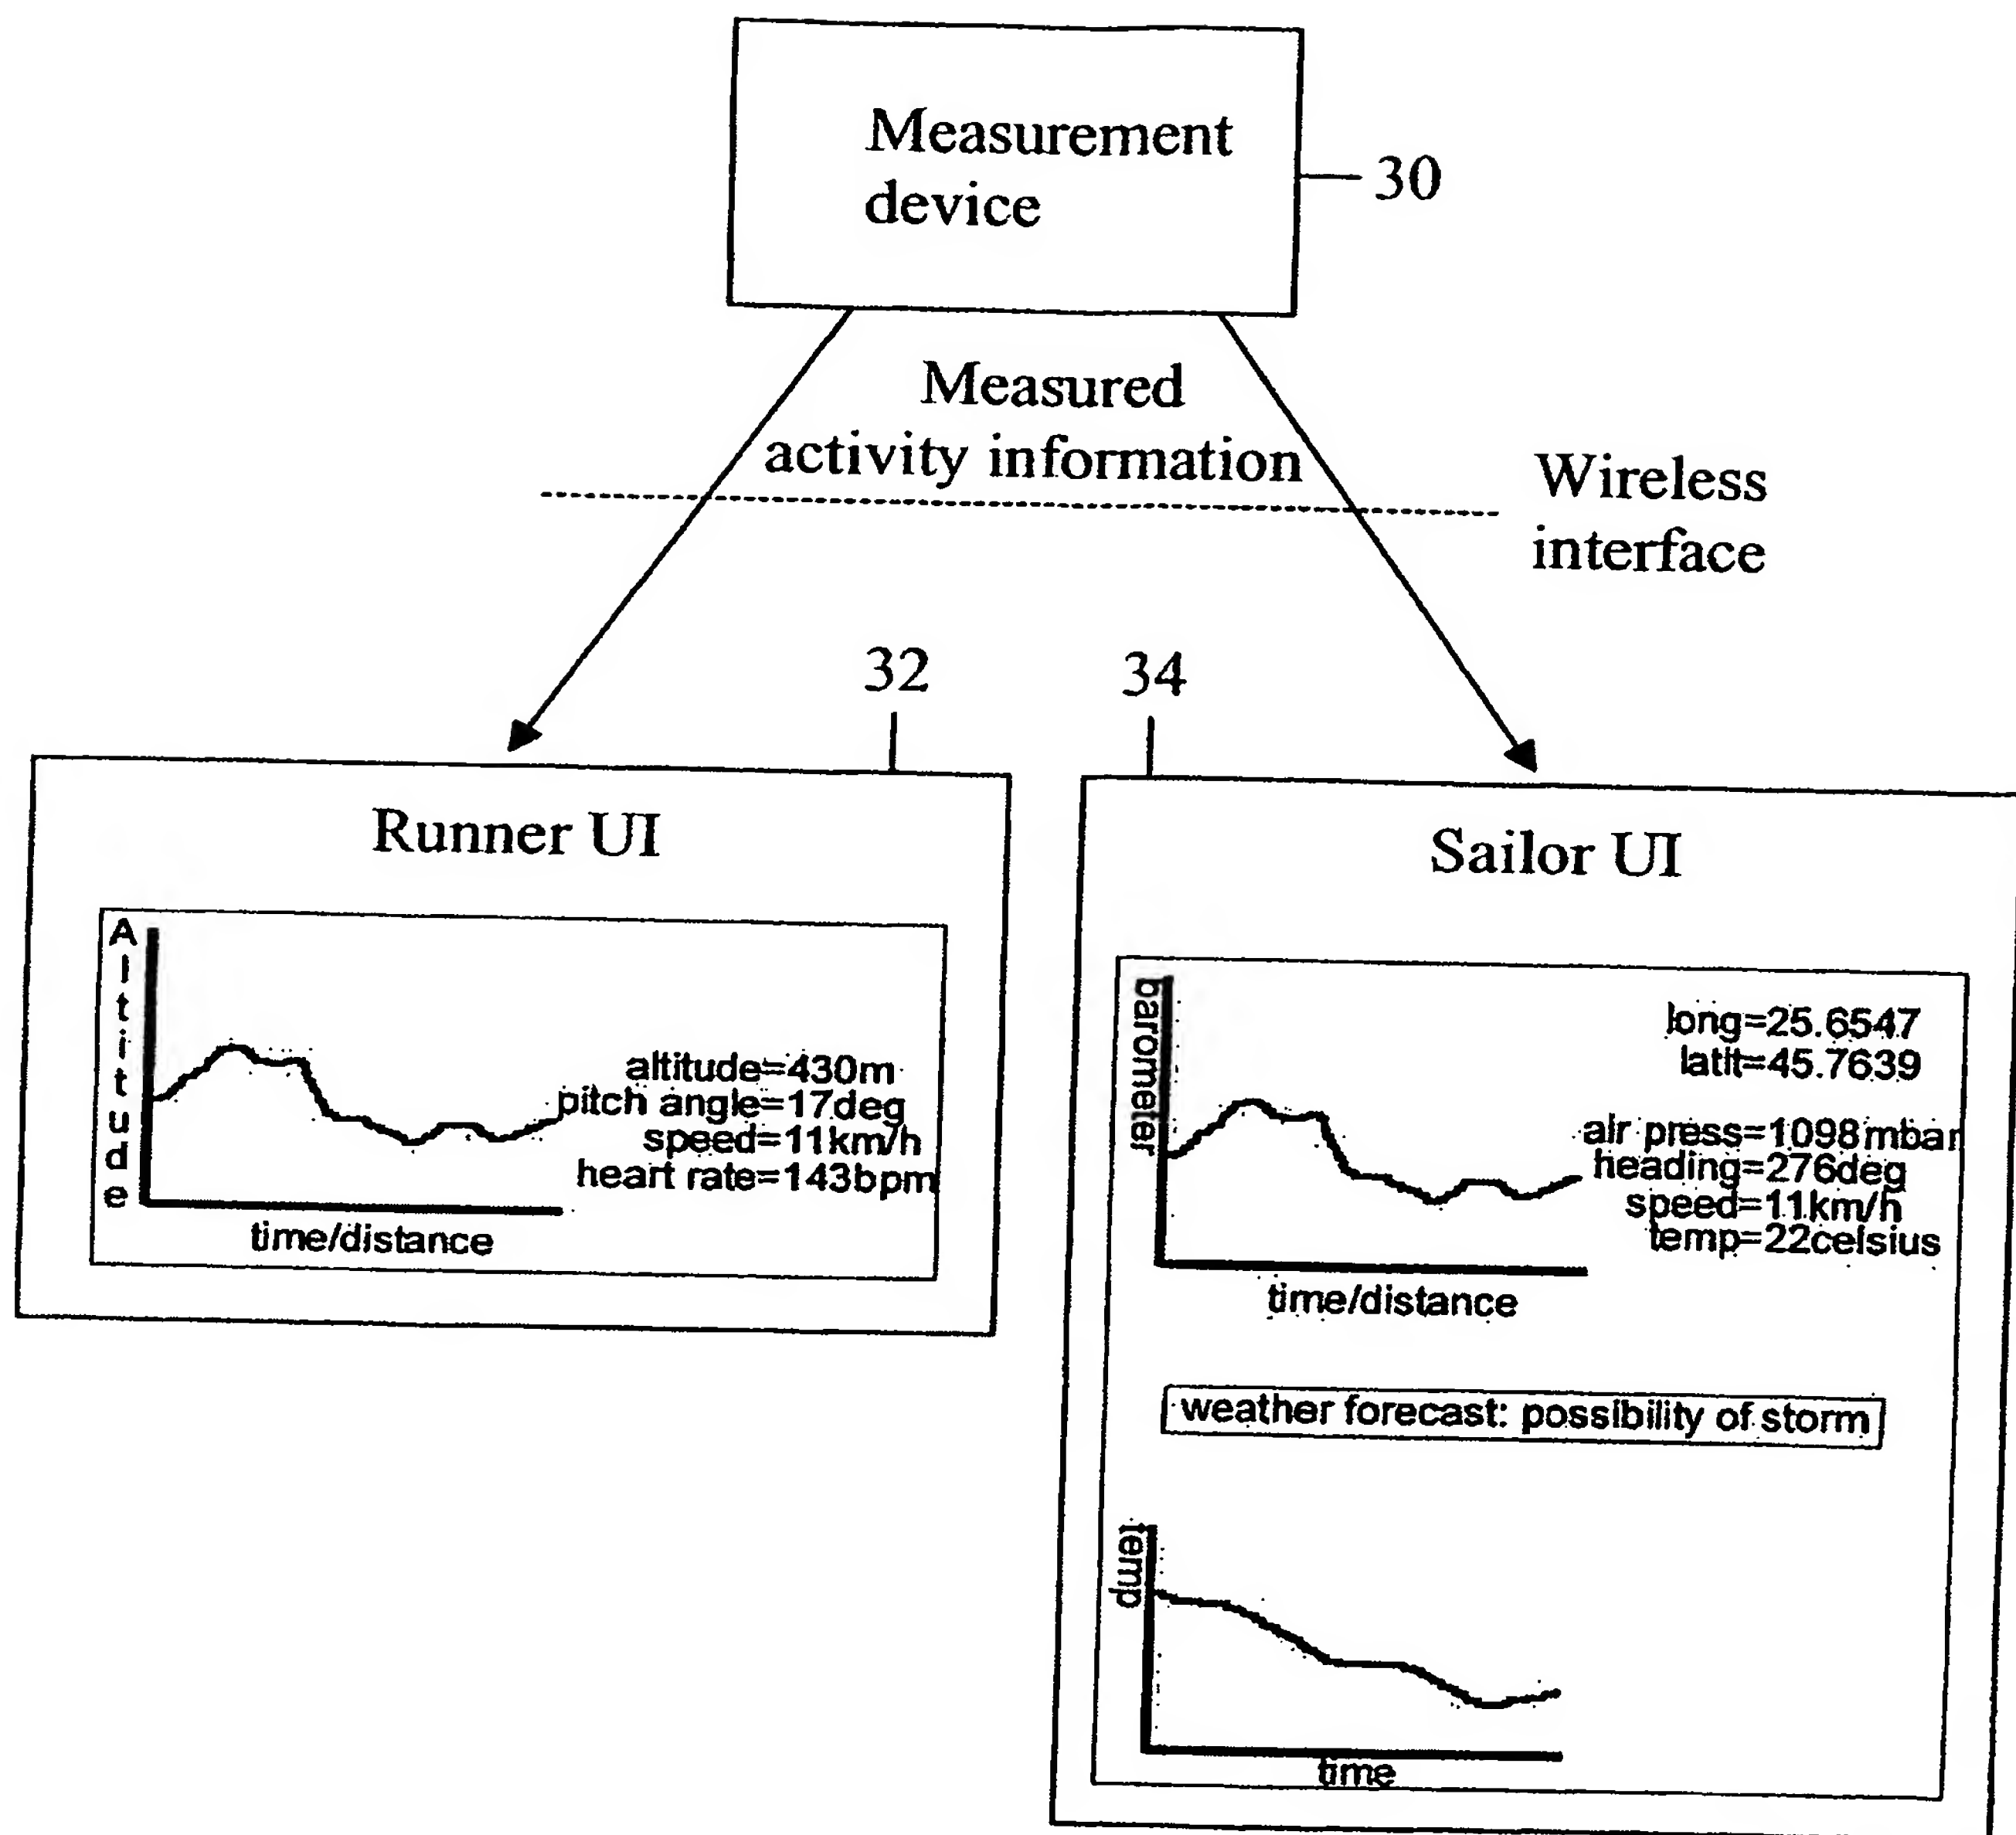 Measurement
device
30
Measured
activity information
Wireless
interface
32
34
Runner UI
Altitude
altitude=430m
pitch angle=17deg
speed=11km/h
heart rate=143bpm
time/distance
Sailor UI
barometer
long=25.6547
latit=45.7639
air press=1098mbar
heading=276deg
speed=11km/h
temp=22celsius
time/distance
weather forecast: possibility of storm
temp
time